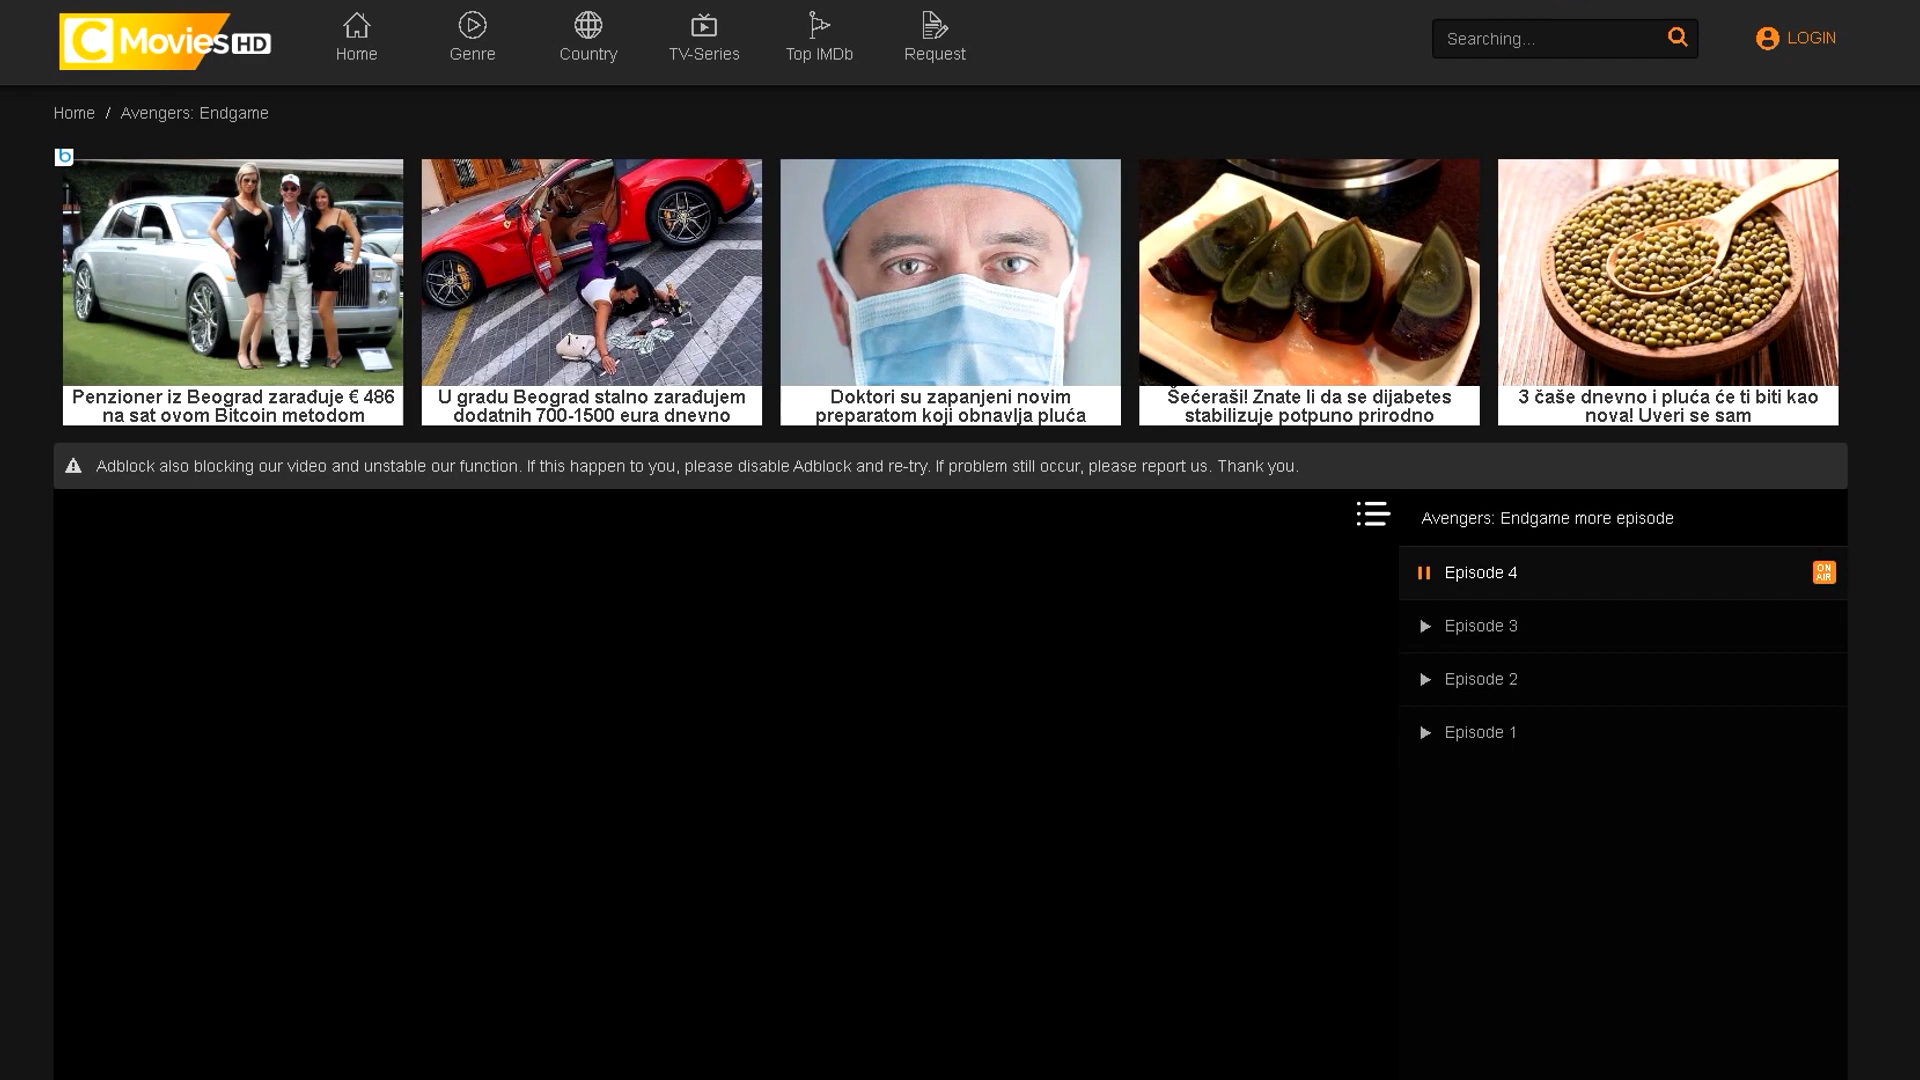 C Movies HD
Home
Genre
Country
TV-Series
Top IMDb
Request
Searching...
LOGIN
Home / Avengers: Endgame
b
Penzioner iz Beograd zarađuje € 486
na sat ovom Bitcoin metodom
U gradu Beograd stalno zarađujem
dodatnih 700-1500 eura dnevno
Doktori su zapanjeni novim
preparatom koji obnavlja pluća
Šećeraši! Znate li da se dijabetes
stabilizuje potpuno prirodno
3 čaše dnevno i pluća će ti biti kao
nova! Uveri se sam
Adblock also blocking our video and unstable our function. If this happen to you, please disable Adblock and re-try. If problem still occur, please report us. Thank you.
Avengers: Endgame more episode
Episode 4
ON
AIR
Episode 3
Episode 2
Episode 1